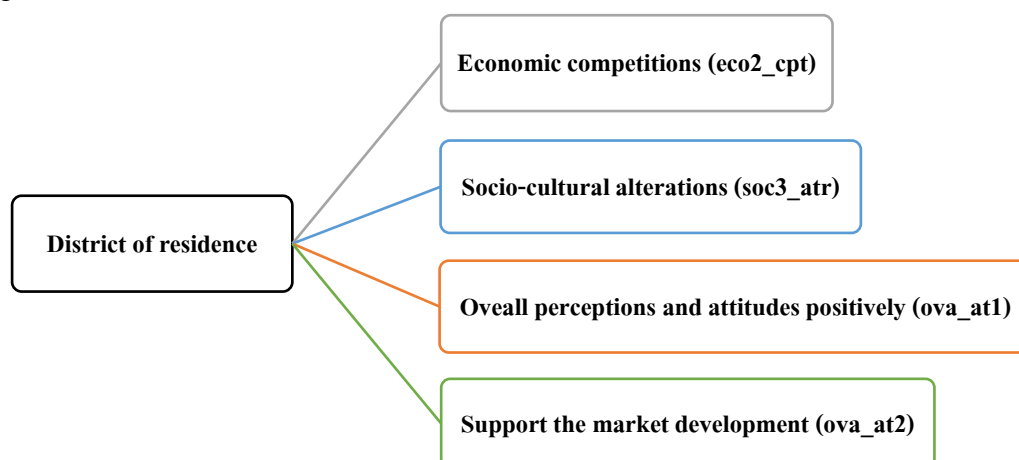 Economic competitions (eco2_cpt)
Socio-cultural alterations (soc3_atr)
District of residence
Oveall perceptions and attitudes positively (ova_at1)
Support the market development (ova_at2)